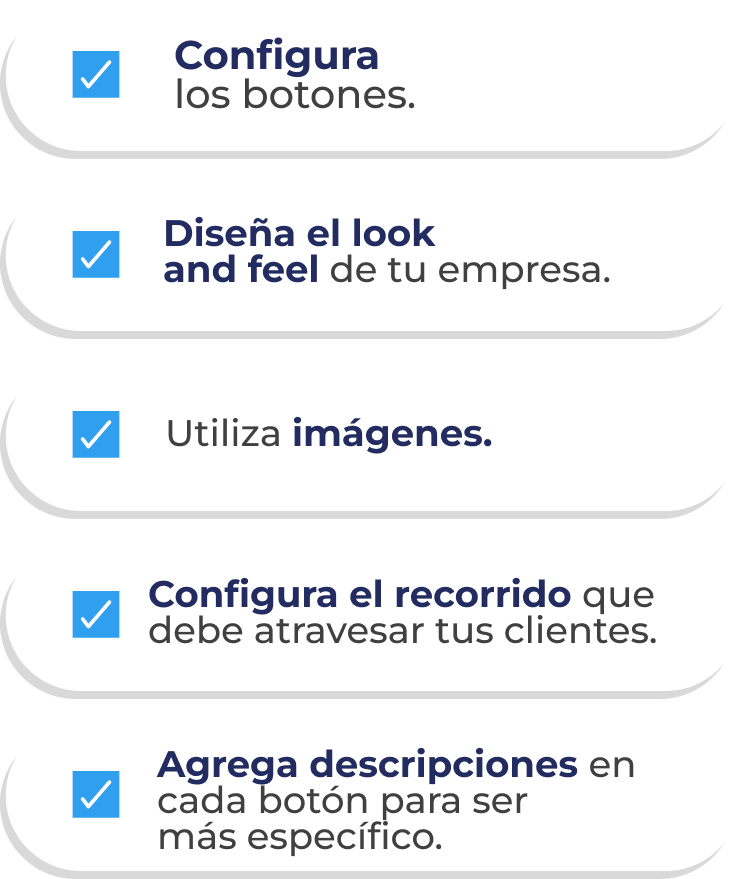 Configura
los botones.
Diseña el look
and feel de tu empresa.
Utiliza imágenes.
Configura el recorrido que
debe atravesar tus clientes.
Agrega descripciones en
cada botón para ser
más específico.